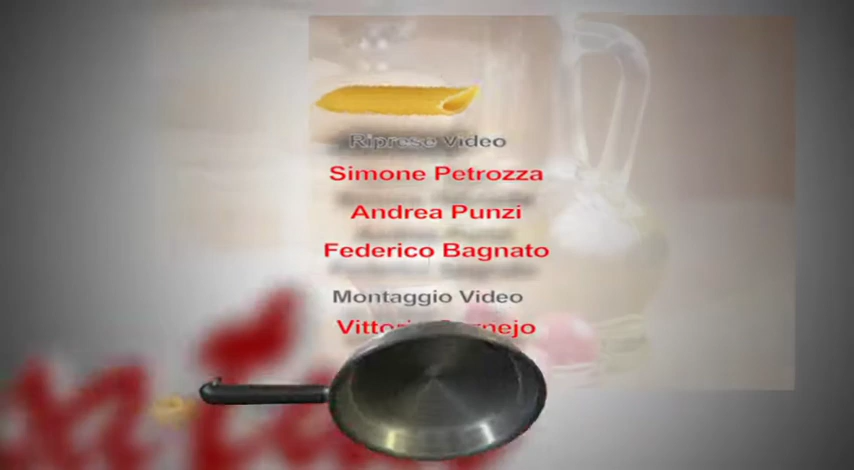 Riprese Video
Simone Petrozza
Andrea Punzi
Federico Bagnato
Montaggio Video